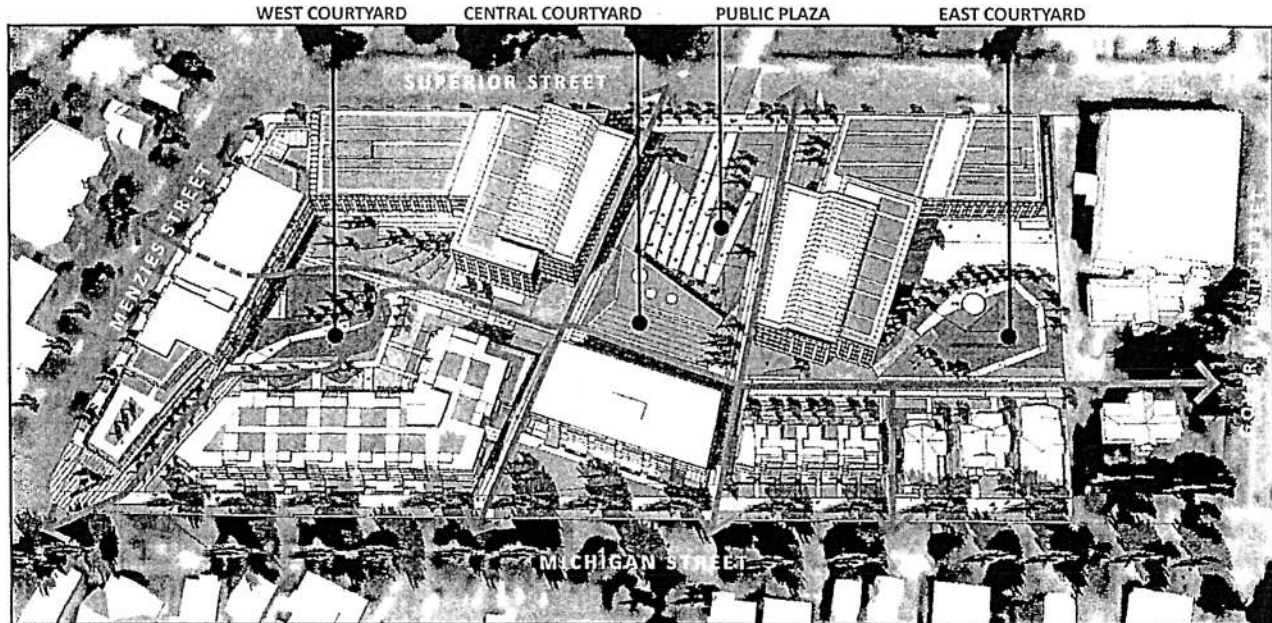 WEST COURTYARD
CENTRAL COURTYARD
PUBLIC PLAZA
EAST COURTYARD
SUPERIOR STREET
MENZIES STREET
MICHIGAN STREET